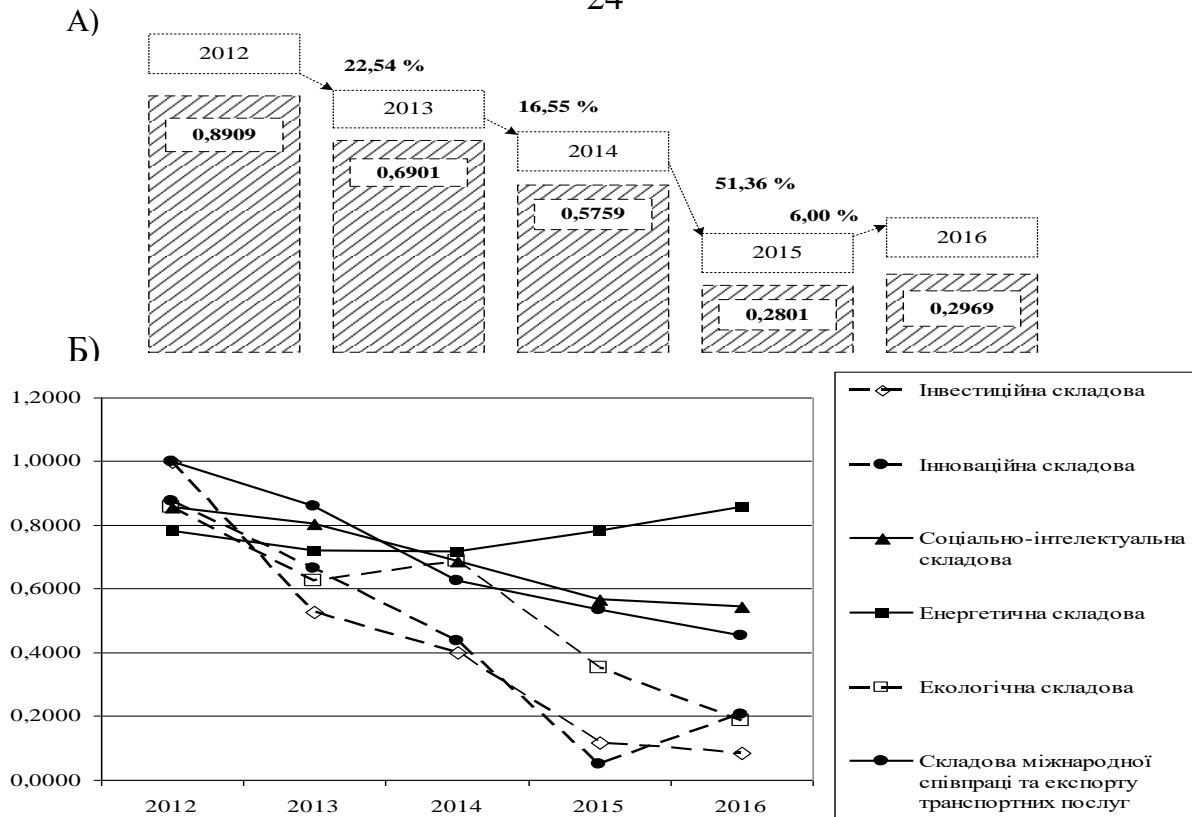 24
А)
2012
22,54 %
2013
16,55 %
0,8909
2014
0,6901
51,36 %
0,5759
6,00 %
2015
2016
0,2801
0,2969
Б)
1,2000
1,0000
0,8000
0,6000
0,4000
0,2000
0,0000
2012 2013 2014 2015 2016
Інвестиційна складова
Інноваційна складова
Соціально-інтелектуальна
складова
Енергетична складова
Екологічна складова
Складова міжнародної
співпраці та експорту
транспортних послуг